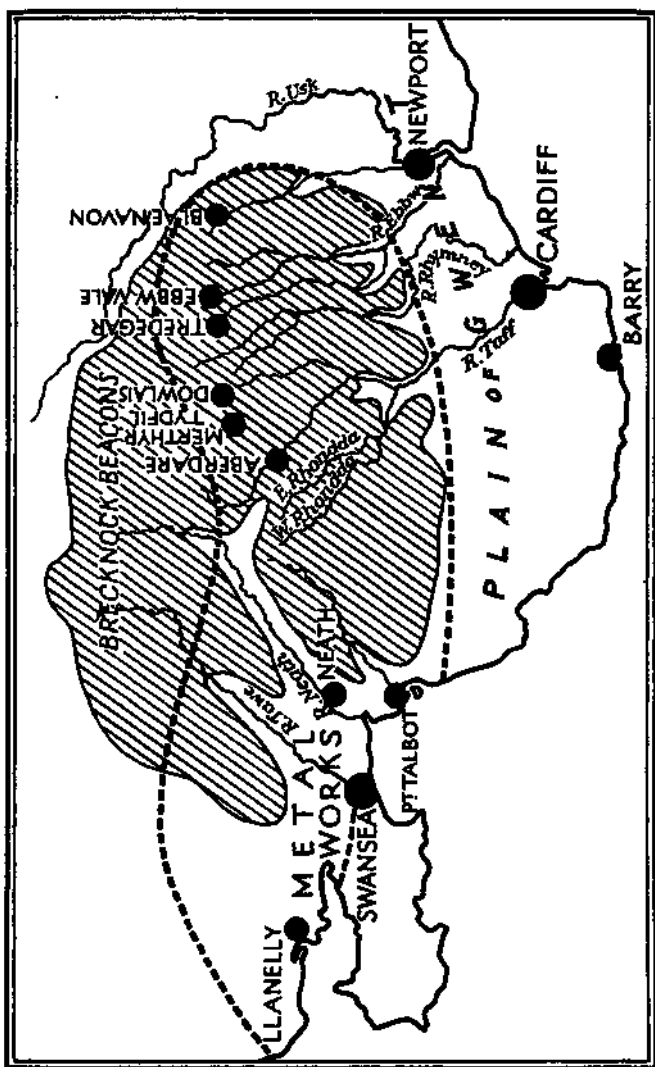 BRECKNOCK BEACONS
BLAENAVON
EBBW VALE
TREDEGAR
DOWLAIS
MERTHYR
TYDFIL
ABERDARE
R.Usk
R.Ebbw
R.Rhymney
R.Taff
E.Rhondda
W.Rhondda
R.Neath
R.Tawe
NEATH
METAL
WORKS
LLANELLY
SWANSEA
PT TALBOT
PLAIN OF
GWENT
NEWPORT
CARDIFF
BARRY